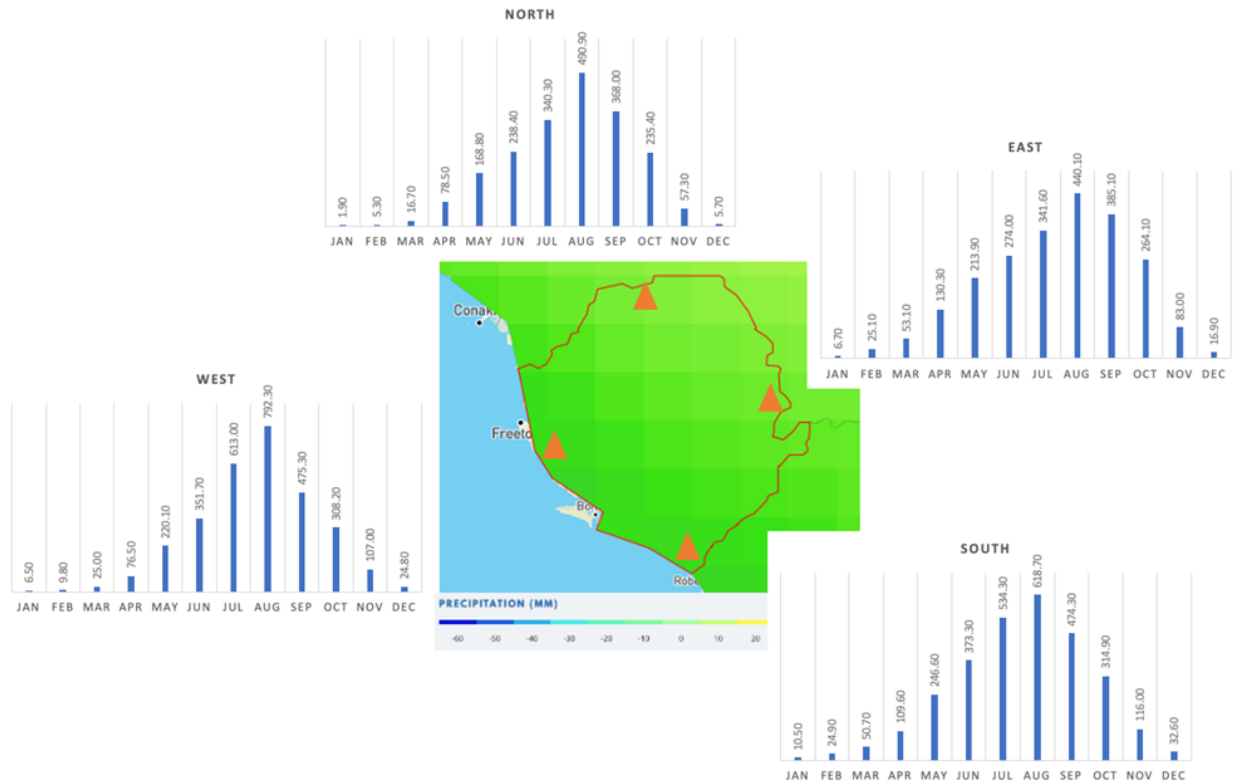 NORTH
1.90 5.30 16.70 78.50 168.80 238.40 340.30 490.90 368.00 235.40 57.30 5.70
JAN FEB MAR APR MAY JUN JUL AUG SEP OCT NOV DEC
EAST
6.70 25.10 53.10 130.30 213.90 274.00 341.60 440.10 385.10 264.10 83.00 16.90
JAN FEB MAR APR MAY JUN JUL AUG SEP OCT NOV DEC
WEST
6.50 9.80 25.00 76.50 220.10 351.70 613.00 792.30 475.30 308.20 107.00 24.80
JAN FEB MAR APR MAY JUN JUL AUG SEP OCT NOV DEC
Conak
Freeto
Bon
Robe
PRECIPITATION (MM)
-60 -50 -40 -30 -20 -10 0 10 20
SOUTH
10.50 24.90 50.70 109.60 246.60 373.30 534.30 618.70 474.30 314.90 116.00 32.60
JAN FEB MAR APR MAY JUN JUL AUG SEP OCT NOV DEC